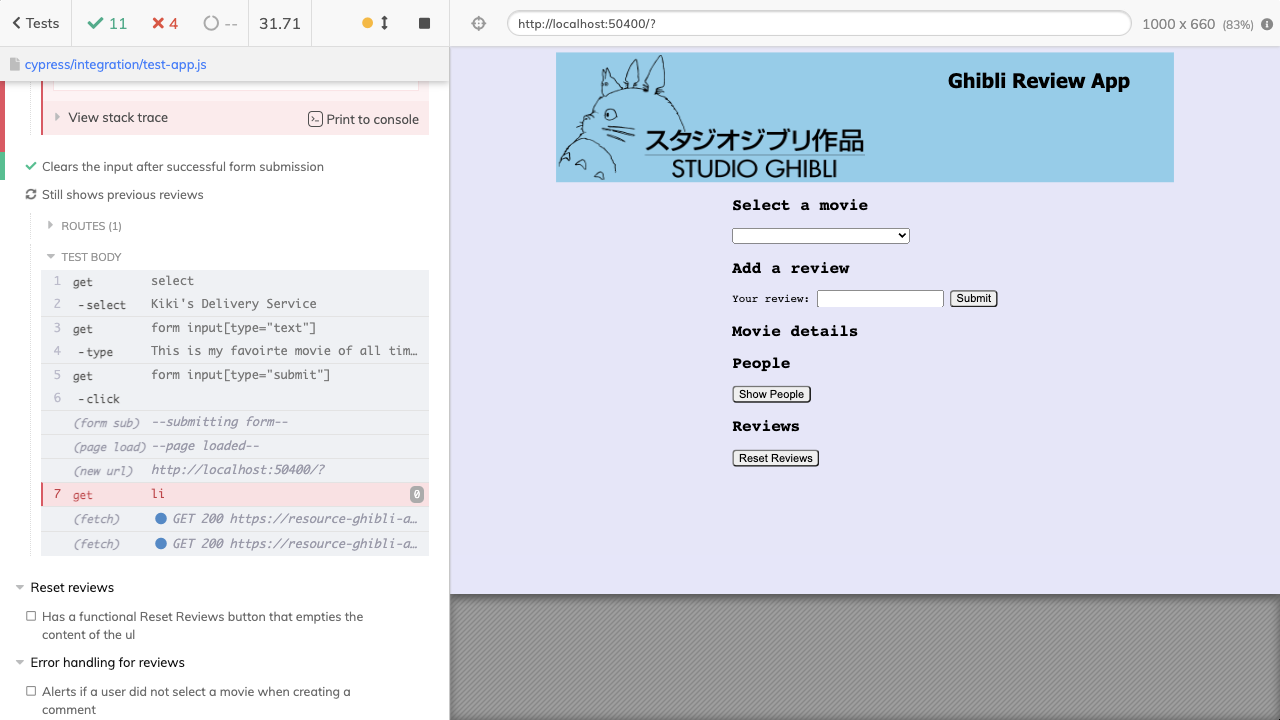 Tests
11
4
--
31.71
http://localhost:50400/?
1000 x 660 (83%)
cypress/integration/test-app.js
View stack trace
Print to console
Clears the input after successful form submission
Still shows previous reviews
ROUTES (1)
TEST BODY
1 get select
2 -select Kiki's Delivery Service
3 get form input[type="text"]
4 -type This is my favoirte movie of all tim…
5 get form input[type="submit"]
6 -click
(form sub) --submitting form--
(page load) --page loaded--
(new url) http://localhost:50400/?
7 get li 0
(fetch) GET 200 https://resource-ghibli-a…
(fetch) GET 200 https://resource-ghibli-a…
Reset reviews
Has a functional Reset Reviews button that empties the
content of the ul
Error handling for reviews
Alerts if a user did not select a movie when creating a
comment
Ghibli Review App
スタジオジブリ作品
STUDIO GHIBLI
Select a movie
Add a review
Your review: Submit
Movie details
People
Show People
Reviews
Reset Reviews